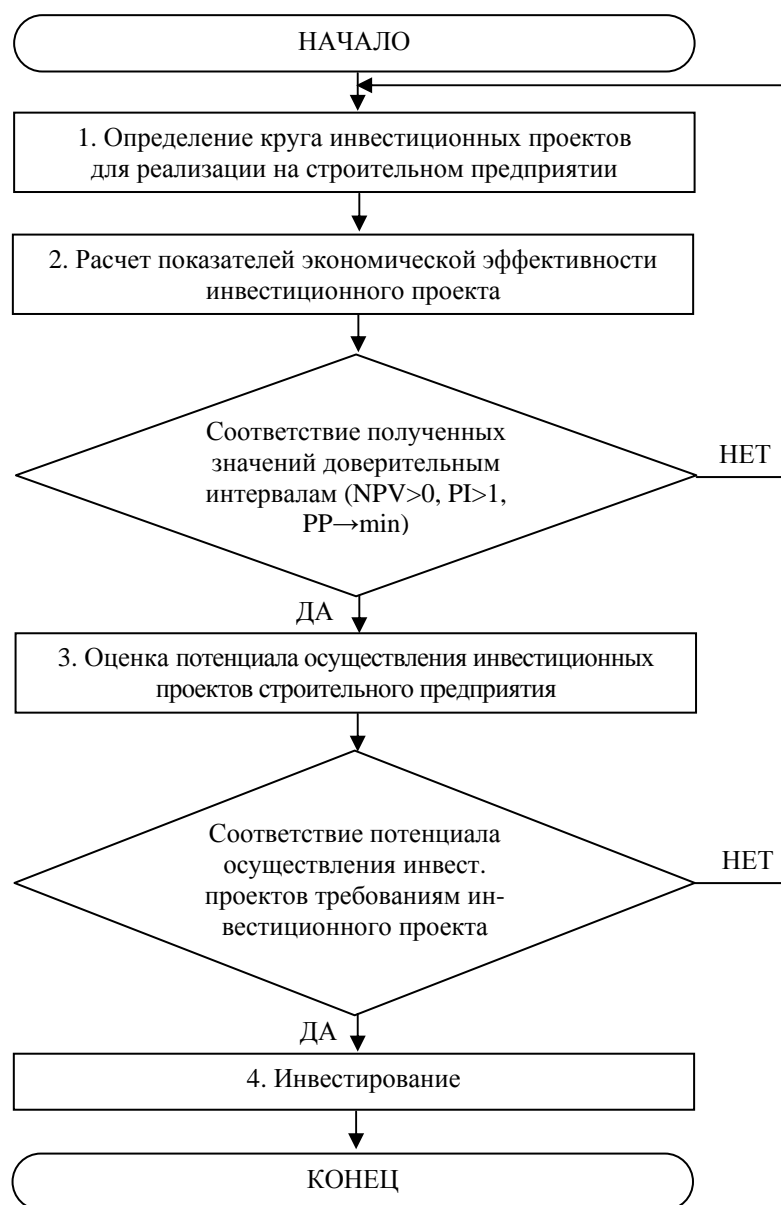 НАЧАЛО
1. Определение круга инвестиционных проектов
для реализации на строительном предприятии
2. Расчет показателей экономической эффективности
инвестиционного проекта
Соответствие полученных
значений доверительным
интервалам (NPV>0, PI>1,
PP→min)
НЕТ
ДА
3. Оценка потенциала осуществления инвестиционных
проектов строительного предприятия
Соответствие потенциала
осуществления инвест.
проектов требованиям ин-
вестиционного проекта
НЕТ
ДА
4. Инвестирование
КОНЕЦ